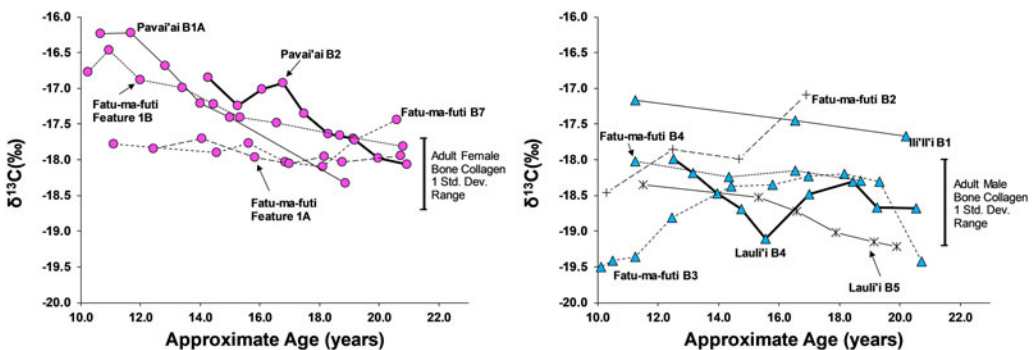 -16.0
-16.5
-17.0
-17.5
-18.0
-18.5
-19.0
-19.5
-20.0
δ13C(‰)
10.0 12.0 14.0 16.0 18.0 20.0 22.0
Approximate Age (years)
Pavai'ai B1A
Pavai'ai B2
Fatu-ma-futi
Feature 1B
Fatu-ma-futi B7
Fatu-ma-futi
Feature 1A
Adult Female
Bone Collagen
1 Std. Dev.
Range
-16.0
-16.5
-17.0
-17.5
-18.0
-18.5
-19.0
-19.5
-20.0
δ13C(‰)
10.0 12.0 14.0 16.0 18.0 20.0 22.0
Approximate Age (years)
Fatu-ma-futi B2
Fatu-ma-futi B4
Ili'ili'i B1
Adult Male
Bone Collagen
1 Std. Dev.
Range
Fatu-ma-futi B3
Lauli'i B4
Lauli'i B5